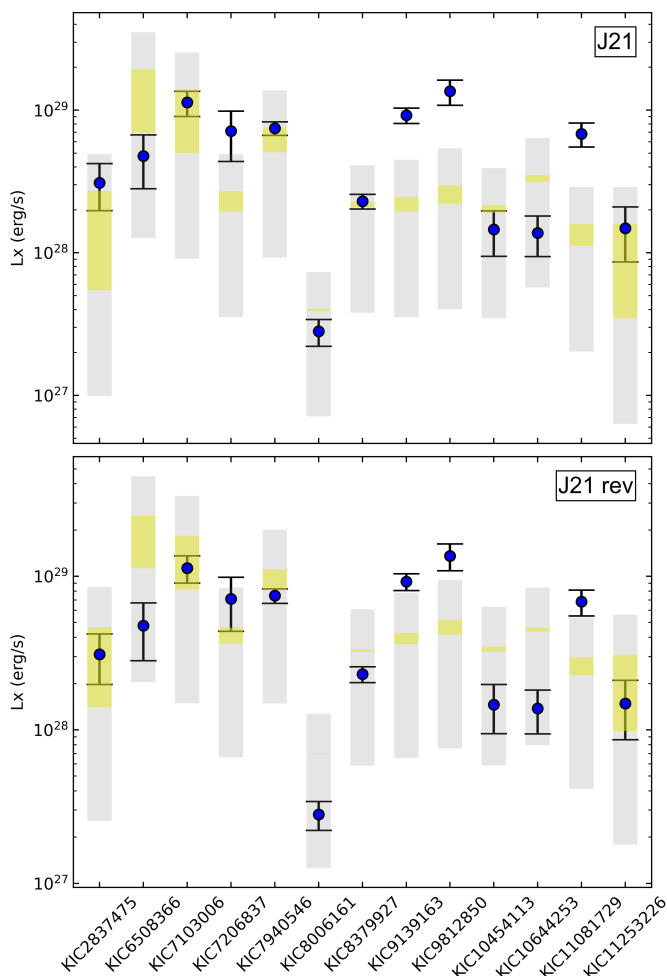 J21
10^29
10^28
10^27
Lx (erg/s)
J21 rev
10^29
10^28
10^27
Lx (erg/s)
KIC2837475
KIC6508366
KIC7103006
KIC7206837
KIC7940546
KIC8006161
KIC8379927
KIC9139163
KIC9812850
KIC10454113
KIC10644253
KIC11081729
KIC11253226